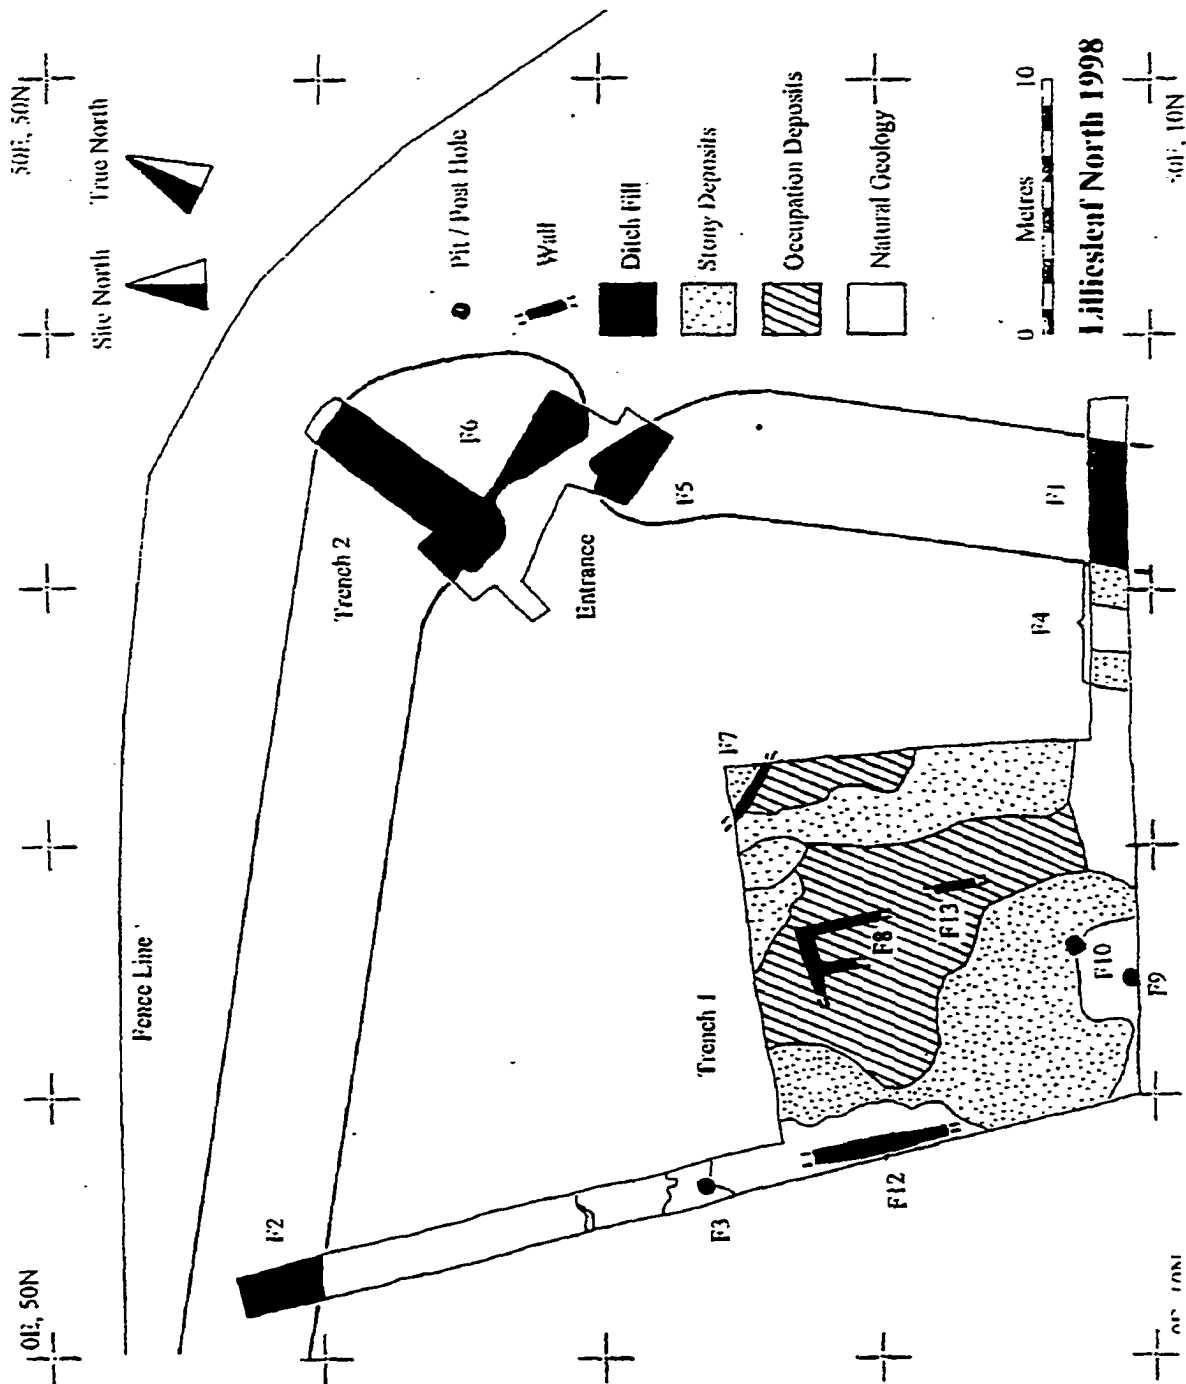 0E, 50N
50E, 50N
Site North
True North
Fence Line
Pit / Post Hole
Wall
Ditch Fill
Stony Deposits
Occupation Deposits
Natural Geology
0 Metres 10
Lilliesleaf North 1998
F2
Trench 2
F6
F5
Entrance
F1
F4
F7
Trench 1
F8
F13
F10
F9
F3
F12
0E, 10N
50E, 10N